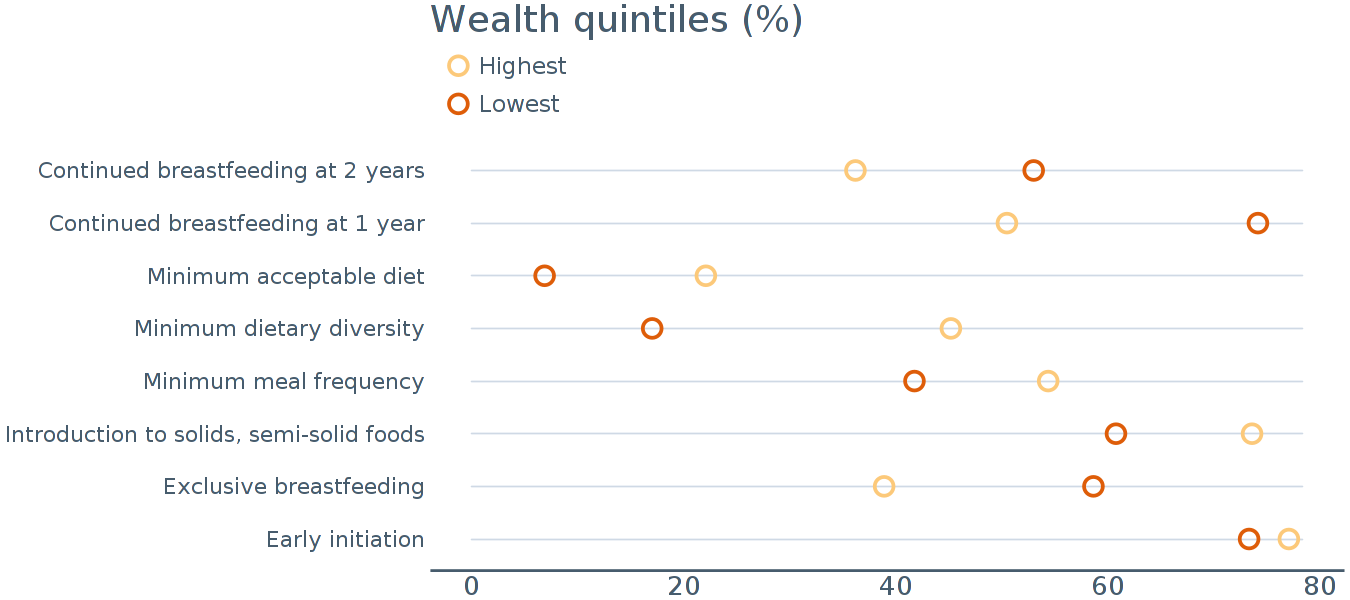 Wealth quintiles (%)
Highest
Lowest
Continued breastfeeding at 2 years
Continued breastfeeding at 1 year
Minimum acceptable diet
Minimum dietary diversity
Minimum meal frequency
Introduction to solids, semi-solid foods
Exclusive breastfeeding
Early initiation
0 20 40 60 80